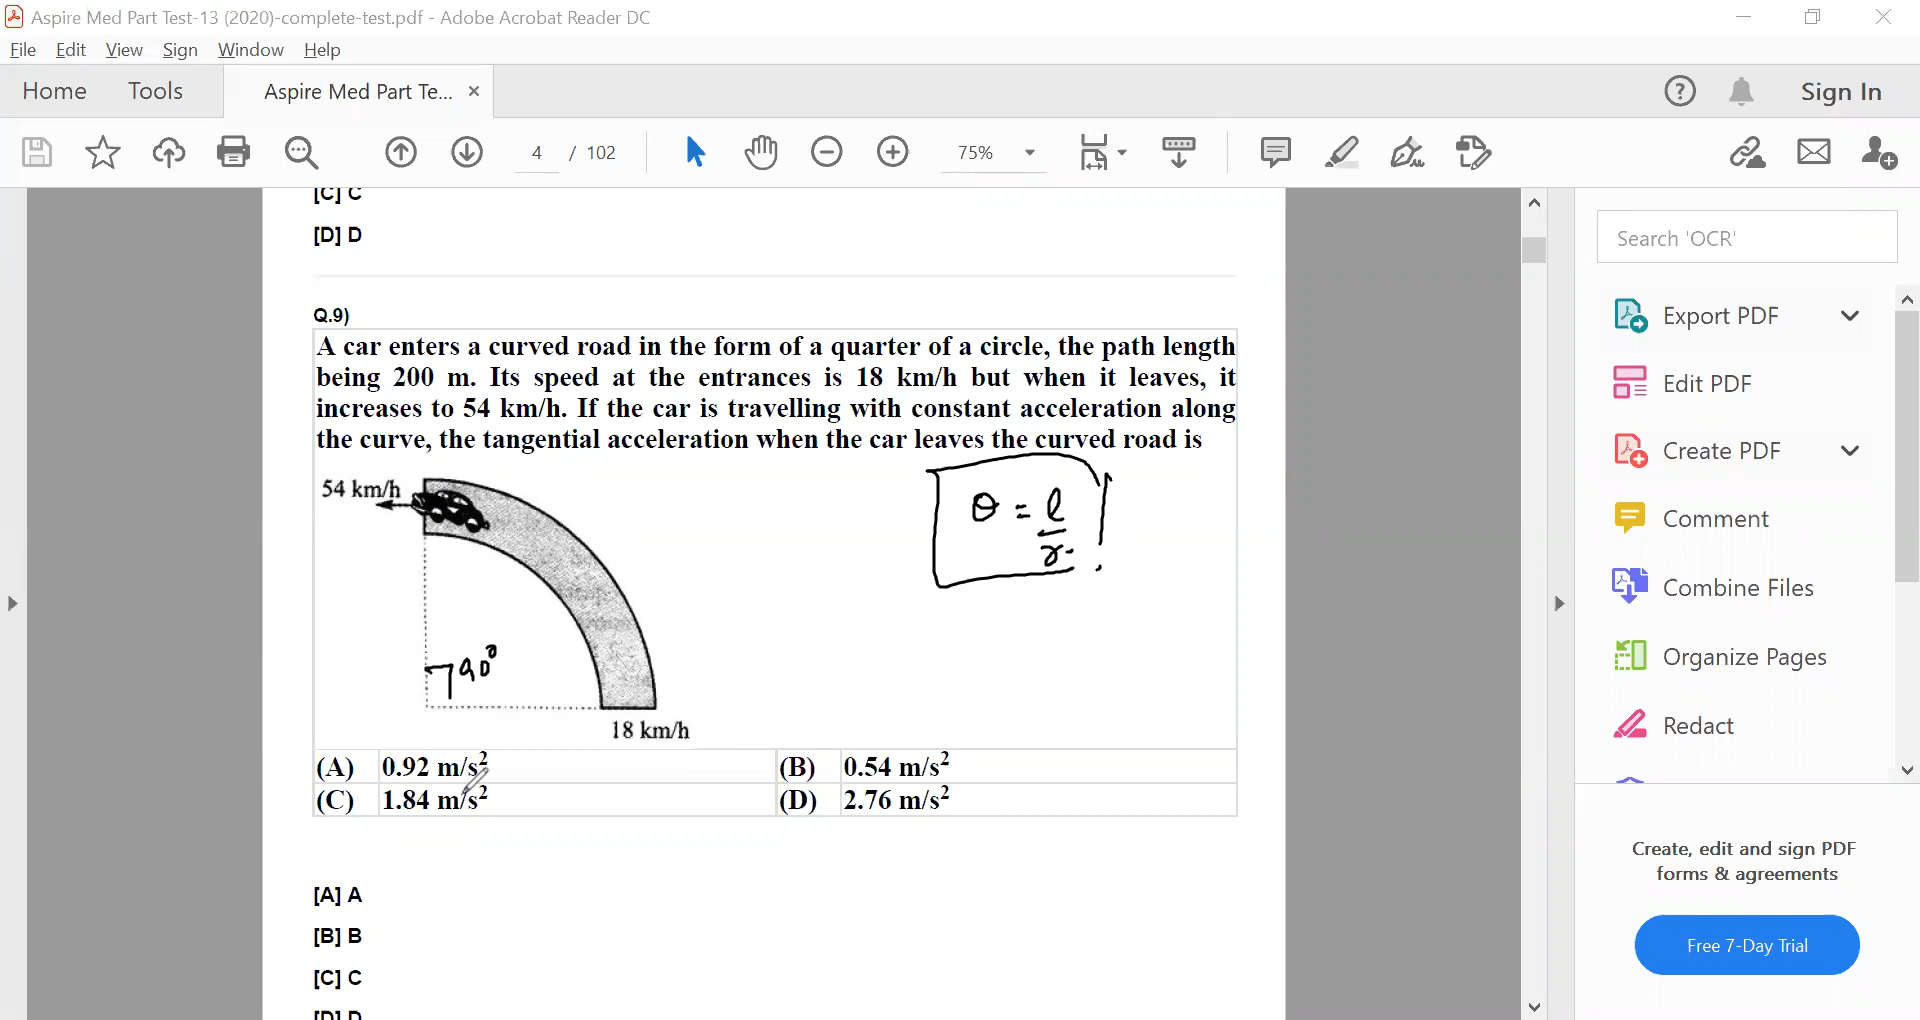 Aspire Med Part Test-13 (2020)-complete-test.pdf - Adobe Acrobat Reader DC
File Edit View Sign Window Help
Home Tools Aspire Med Part Te... × Sign In
4 / 102 75%
[C] C
[D] D
Q.9)
A car enters a curved road in the form of a quarter of a circle, the path length
being 200 m. Its speed at the entrances is 18 km/h but when it leaves, it
increases to 54 km/h. If the car is travelling with constant acceleration along
the curve, the tangential acceleration when the car leaves the curved road is
54 km/h
θ = l/r
90°
18 km/h
(A) 0.92 m/s² (B) 0.54 m/s²
(C) 1.84 m/s² (D) 2.76 m/s²
[A] A
[B] B
[C] C
[D] D
Search 'OCR'
Export PDF
Edit PDF
Create PDF
Comment
Combine Files
Organize Pages
Redact
Create, edit and sign PDF
forms & agreements
Free 7-Day Trial